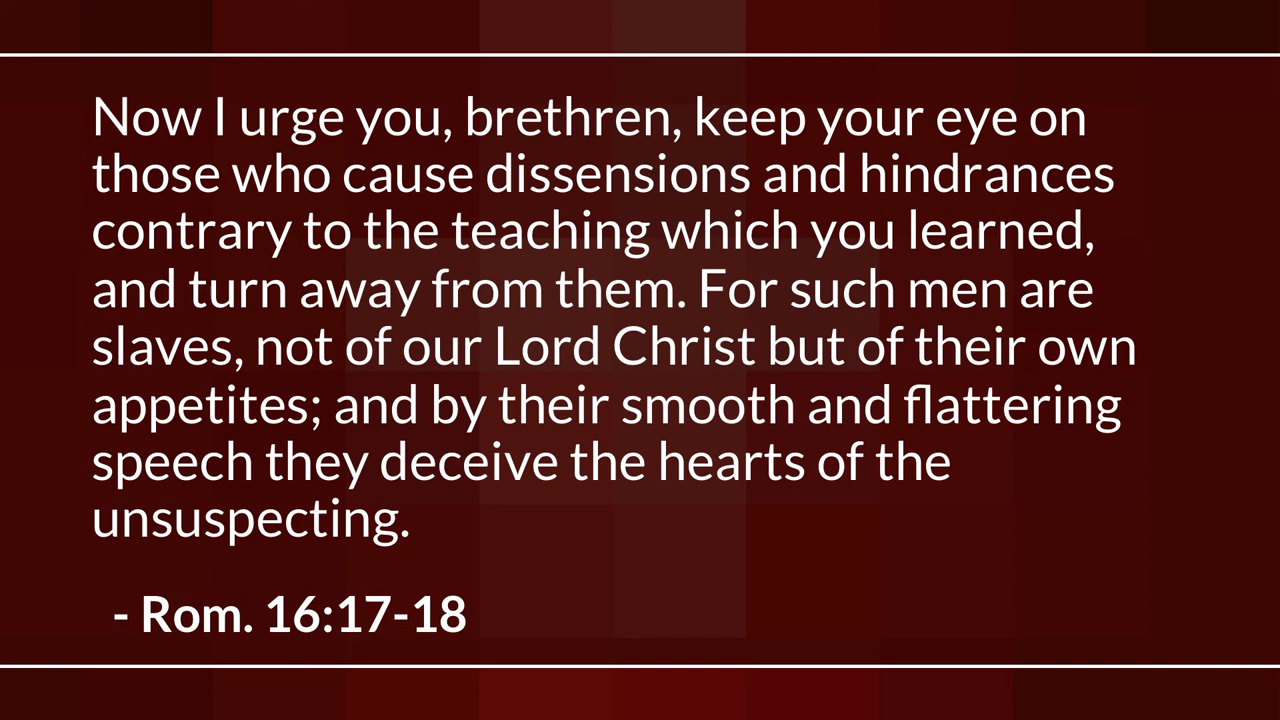 Now I urge you, brethren, keep your eye on
those who cause dissensions and hindrances
contrary to the teaching which you learned,
and turn away from them. For such men are
slaves, not of our Lord Christ but of their own
appetites; and by their smooth and flattering
speech they deceive the hearts of the
unsuspecting.
- Rom. 16:17-18